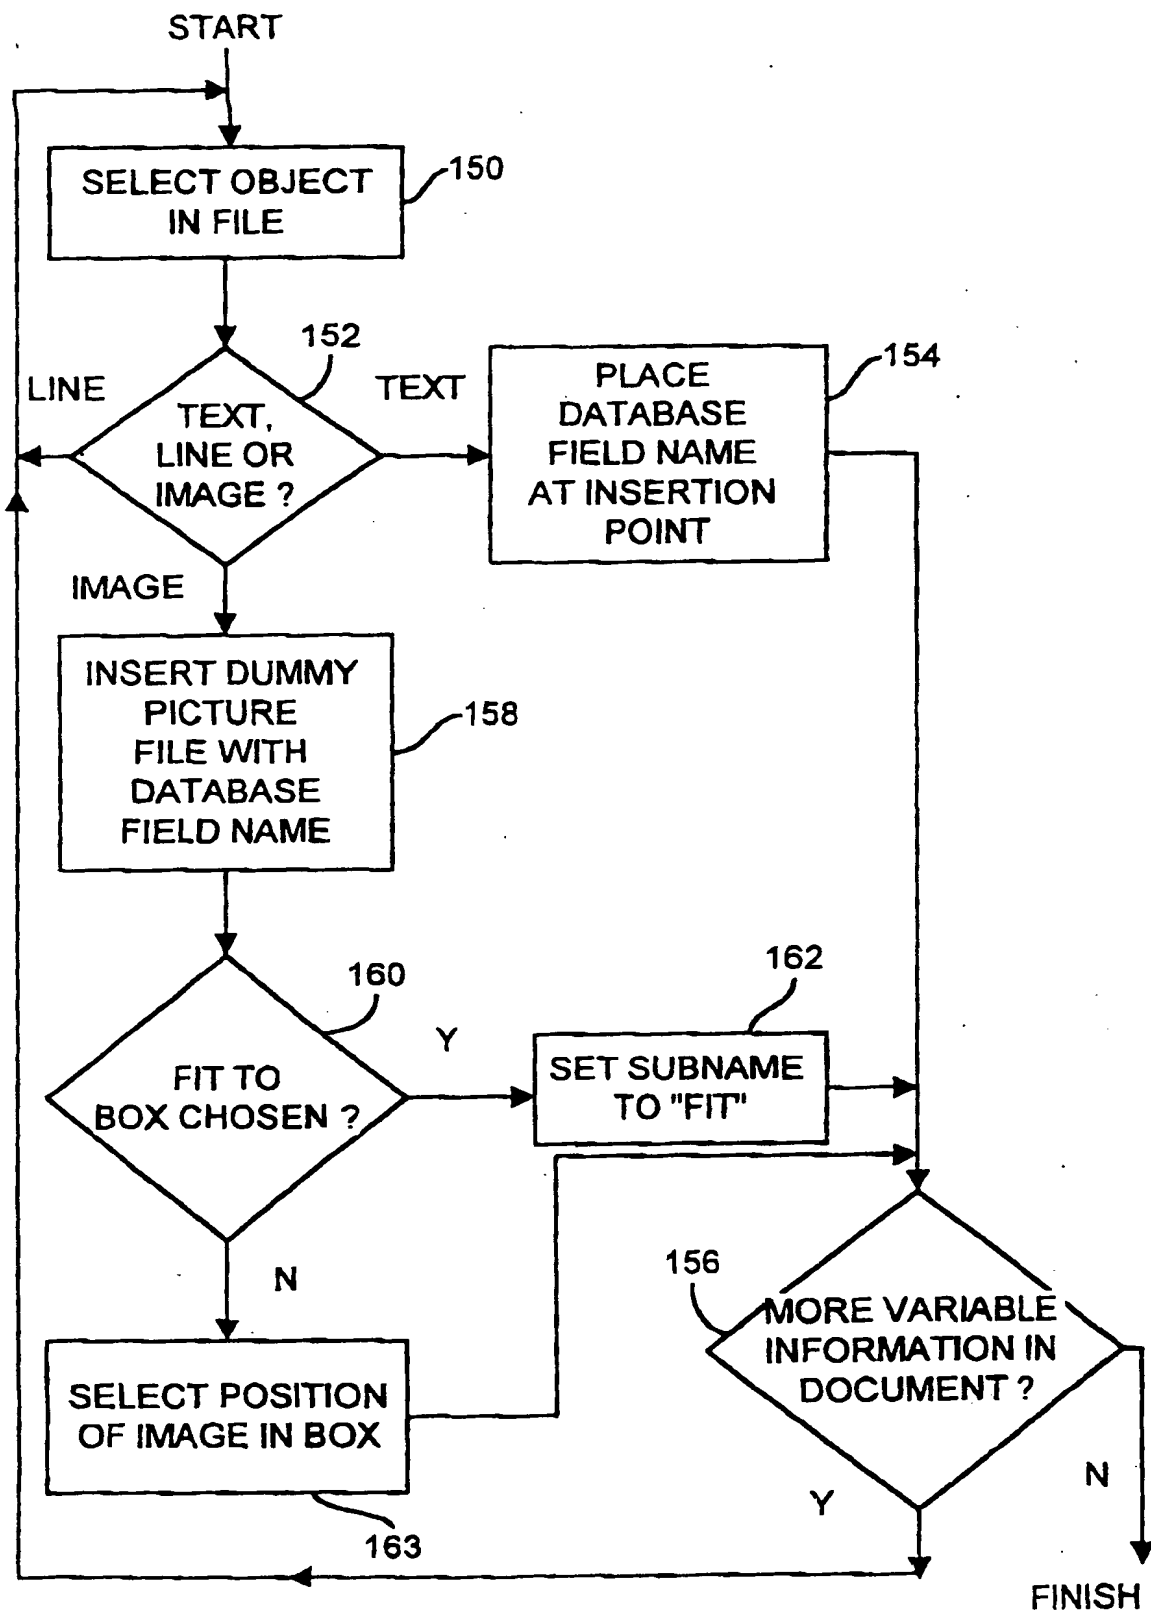 START
SELECT OBJECT
IN FILE
150
152
LINE
TEXT
TEXT,
LINE OR
IMAGE ?
PLACE
DATABASE
FIELD NAME
AT INSERTION
POINT
154
IMAGE
INSERT DUMMY
PICTURE
FILE WITH
DATABASE
FIELD NAME
158
160
FIT TO
BOX CHOSEN ?
Y
162
SET SUBNAME
TO "FIT"
N
156
MORE VARIABLE
INFORMATION IN
DOCUMENT ?
SELECT POSITION
OF IMAGE IN BOX
163
Y
N
FINISH